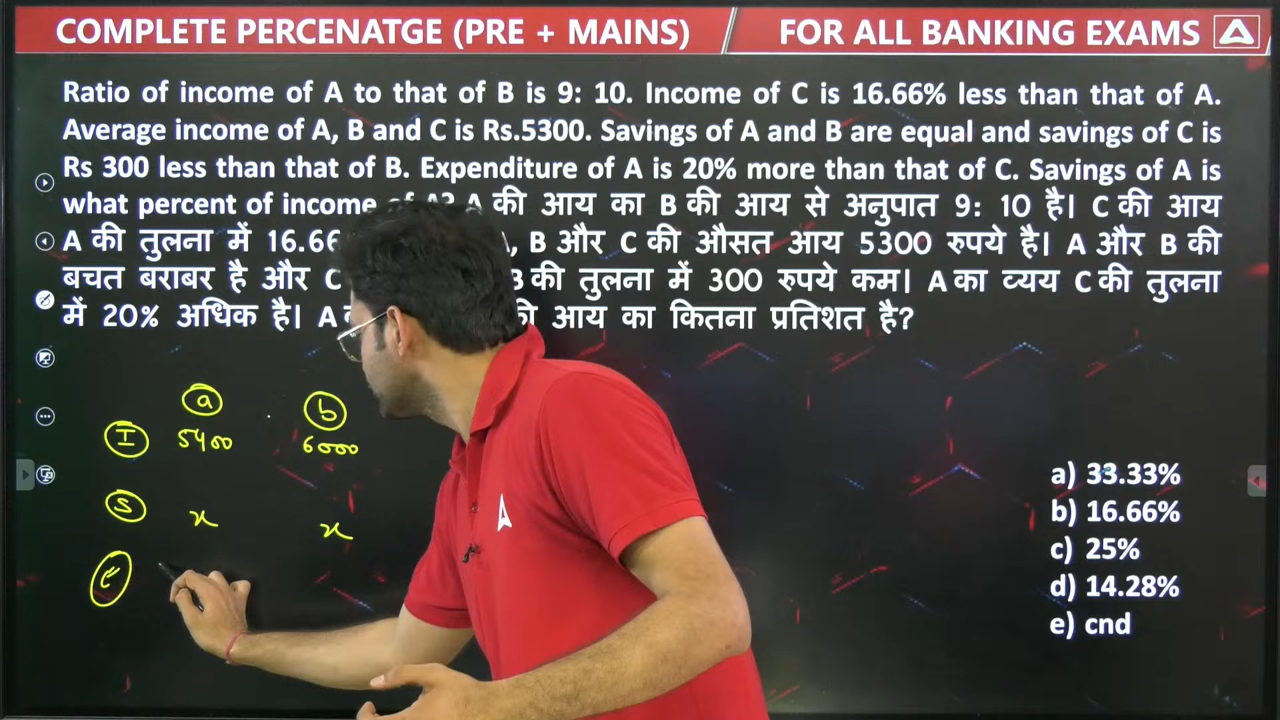 COMPLETE PERCENATGE (PRE + MAINS) FOR ALL BANKING EXAMS
Ratio of income of A to that of B is 9: 10. Income of C is 16.66% less than that of A.
Average income of A, B and C is Rs.5300. Savings of A and B are equal and savings of C is
Rs 300 less than that of B. Expenditure of A is 20% more than that of C. Savings of A is
what percent of income of A? A की आय का B की आय से अनुपात 9: 10 है। C की आय
A की तुलना में 16.66 B और C की औसत आय 5300 रुपये है। A और B की
बचत बराबर है और C B की तुलना में 300 रुपये कम। A का व्यय C की तुलना
में 20% अधिक है। A की आय का कितना प्रतिशत है?
a b
I 5400 6000
S x x
E
a) 33.33%
b) 16.66%
c) 25%
d) 14.28%
e) cnd